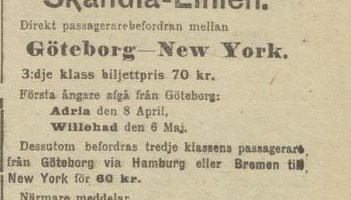 Skandia-Linien.
Direkt passagerarebefordran mellan
Göteborg—New York.
3:dje klass biljettpris 70 kr.
Första ångare afgå från Göteborg:
Adria den 8 April,
Willehad den 6 Maj.
Dessutom befordras tredje klassens passagerare,
från Göteborg via Hamburg eller Bremen till
New York för 60 kr.
Närmare meddelar